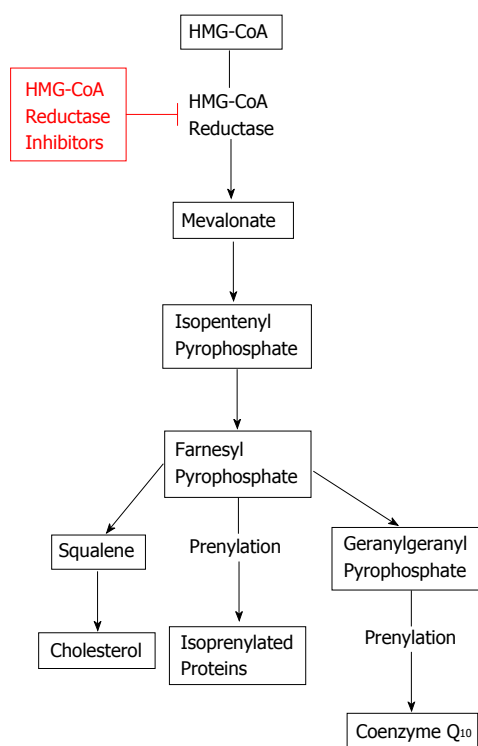 HMG-CoA
HMG-CoA
Reductase
Inhibitors
HMG-CoA
Reductase
Mevalonate
Isopentenyl
Pyrophosphate
Farnesyl
Pyrophosphate
Squalene
Prenylation
Geranylgeranyl
Pyrophosphate
Cholesterol
Isoprenylated
Proteins
Prenylation
Coenzyme Q10